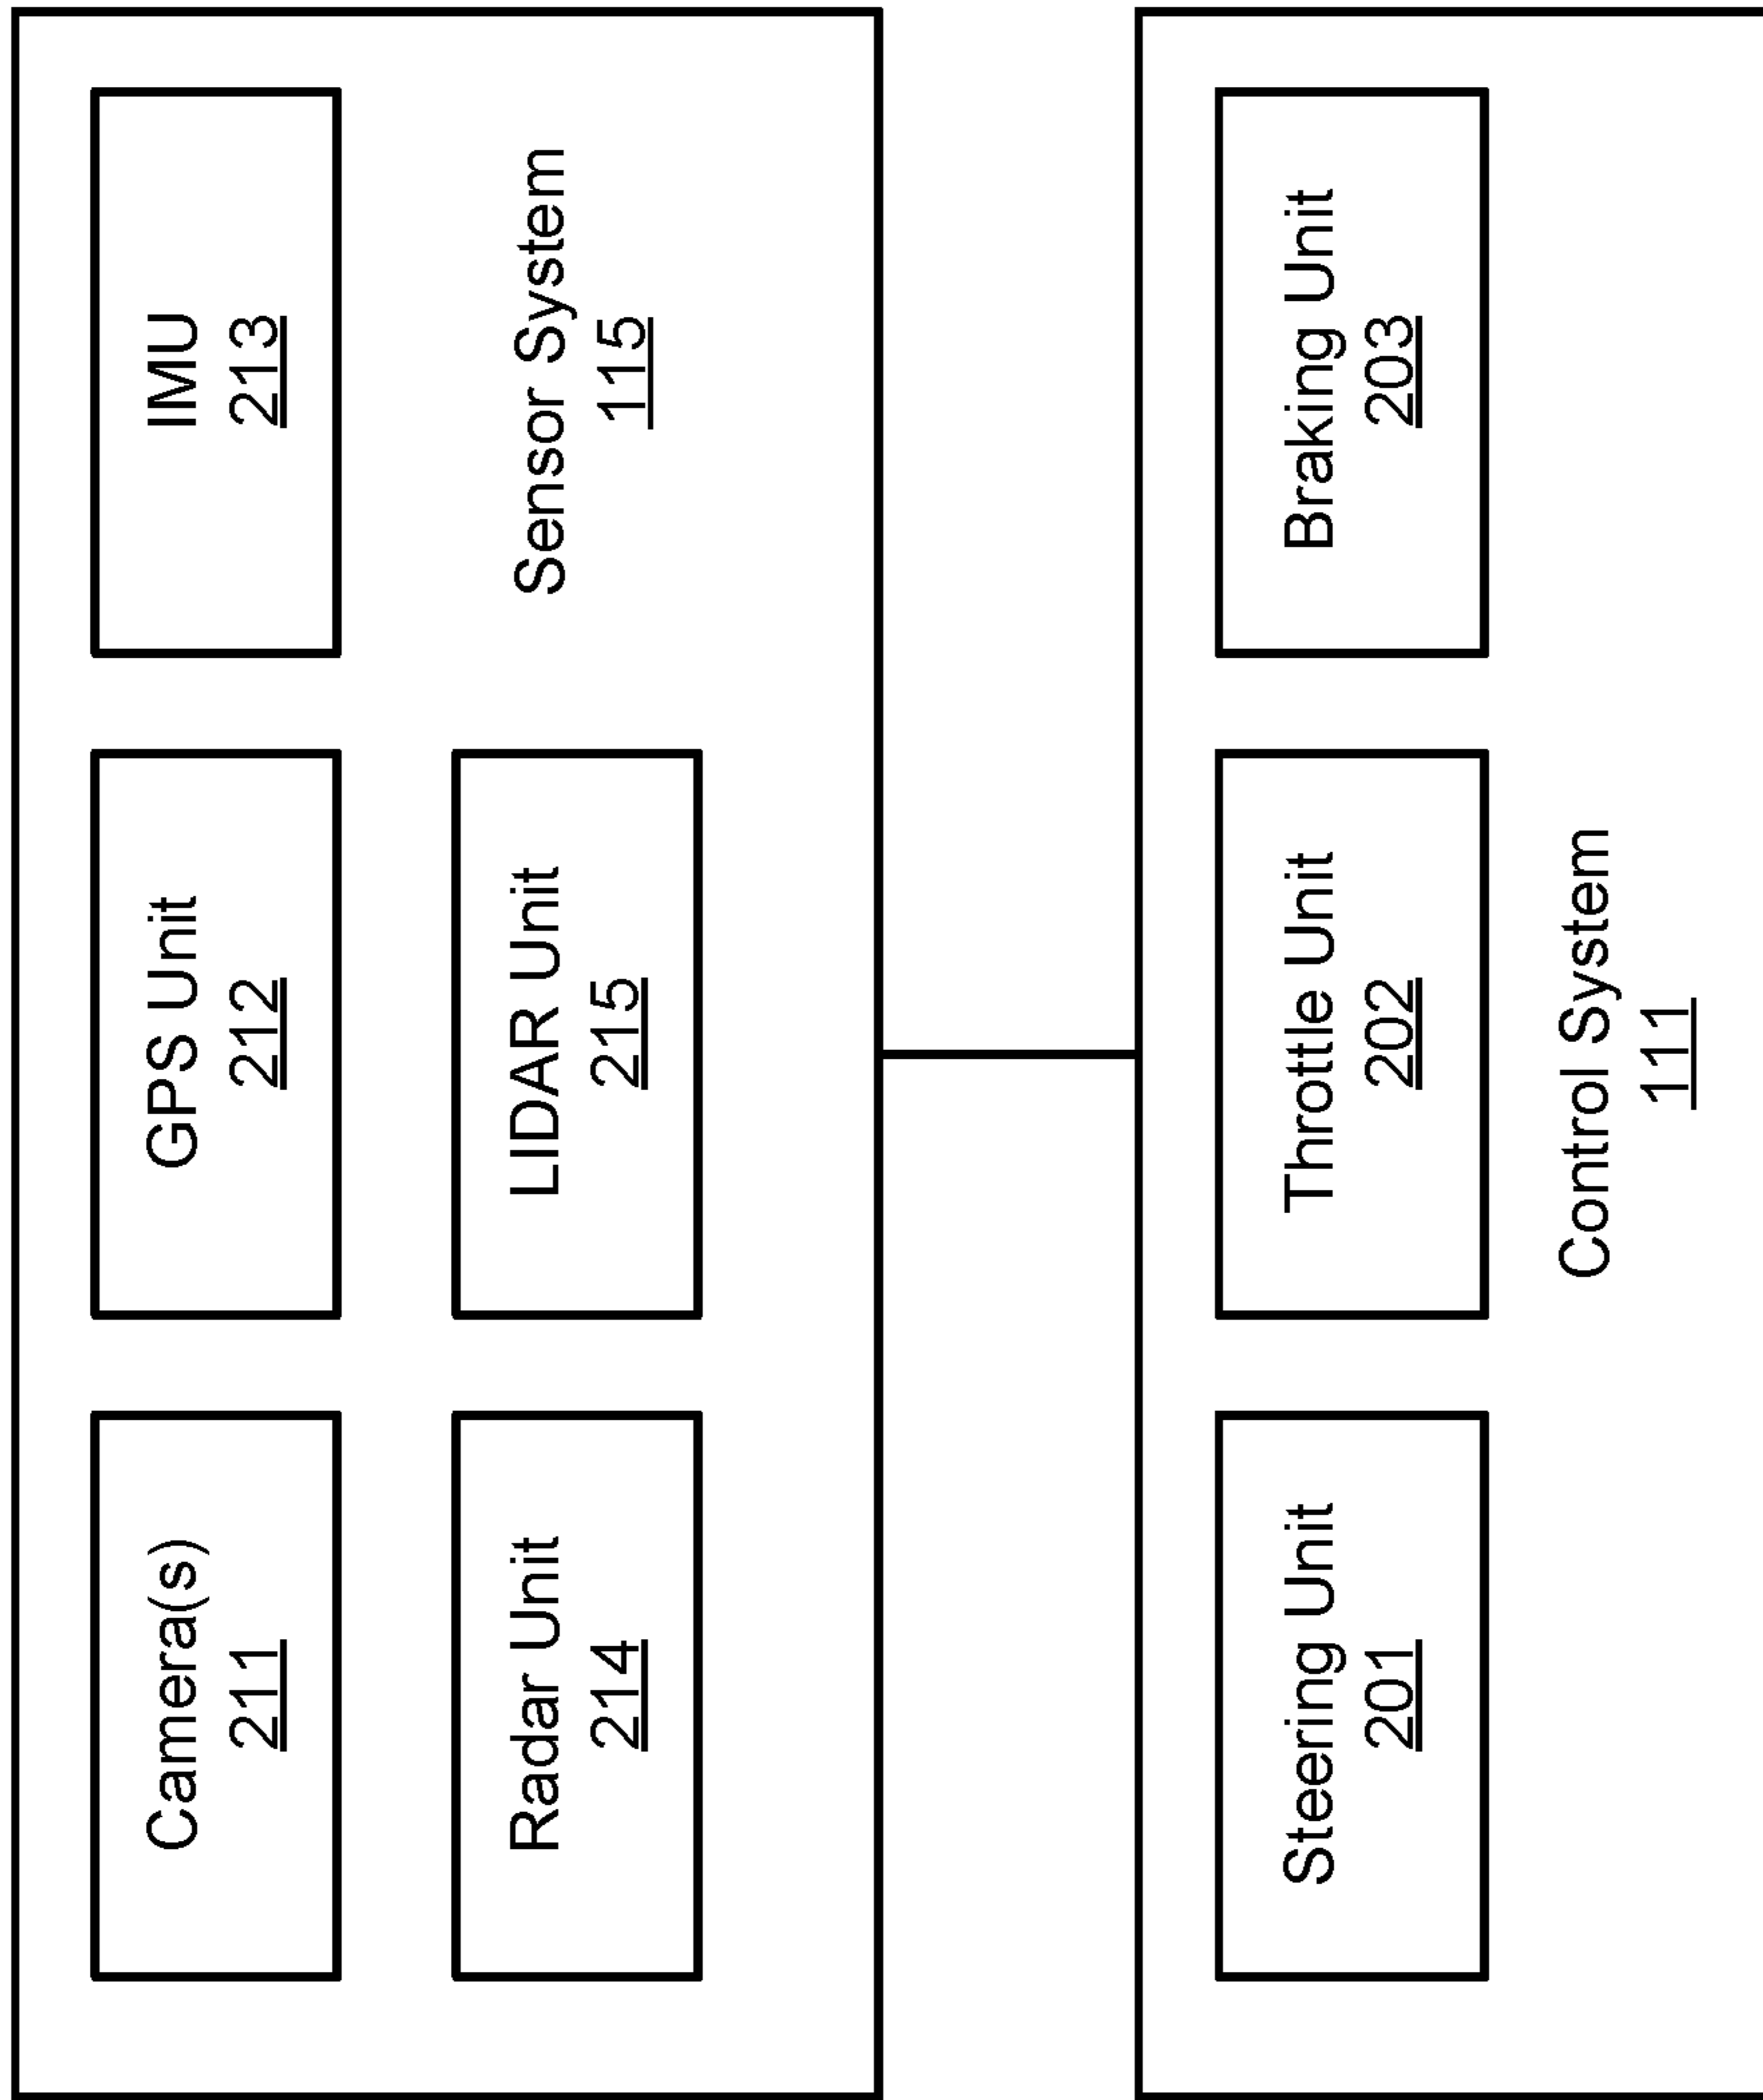 Camera(s)
211
GPS Unit
212
IMU
213
Radar Unit
214
LIDAR Unit
215
Sensor System
115
Steering Unit
201
Throttle Unit
202
Braking Unit
203
Control System
111